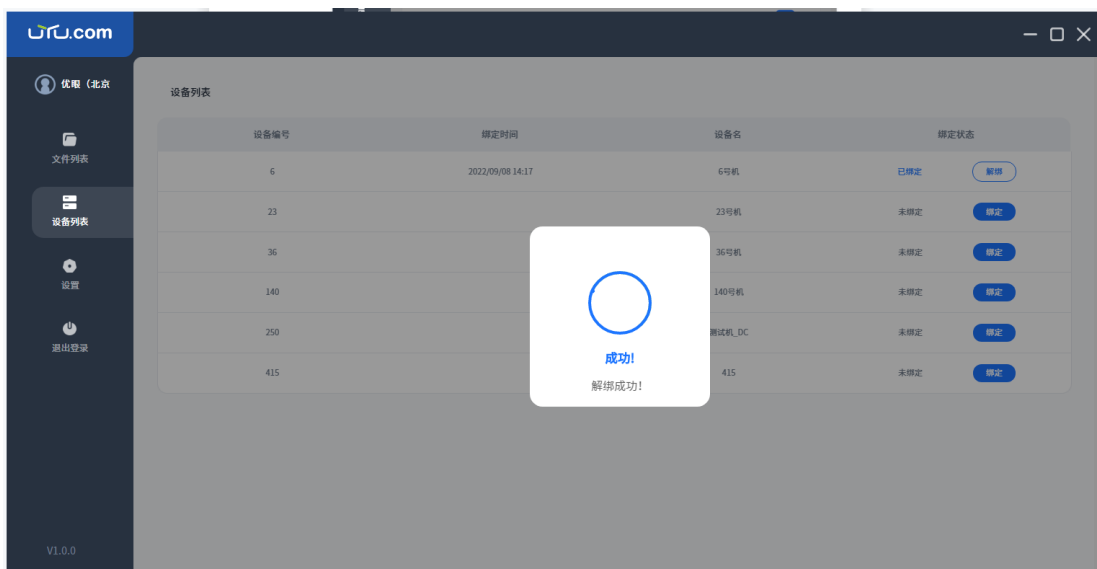 UTU.com
优眼（北京
文件列表
设备列表
设置
退出登录
V1.0.0
设备列表
设备编号 绑定时间 设备名 绑定状态
6 2022/09/08 14:17 6号机 已绑定 解绑
23 23号机 未绑定 绑定
36 36号机 未绑定 绑定
140 140号机 未绑定 绑定
250 测试机_DC 未绑定 绑定
415 415 未绑定 绑定
成功!
解绑成功!